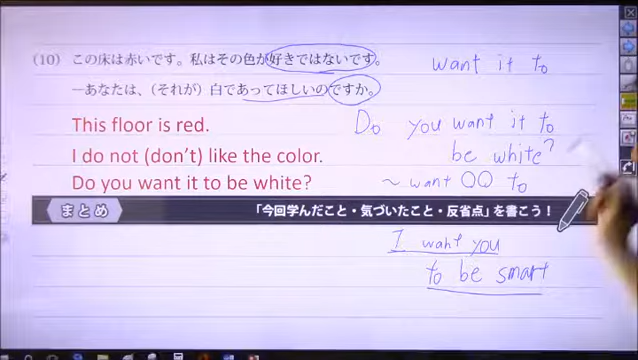 (10) この床は赤いです。私はその色が好きではないです。
want it to
―あなたは、（それが）白であってほしいのですか。
This floor is red.
Do you want it to
I do not (don't) like the color.
be white?
Do you want it to be white?
~ want OO to
まとめ
「今回学んだこと・気づいたこと・反省点」を書こう！
I want you
to be smart